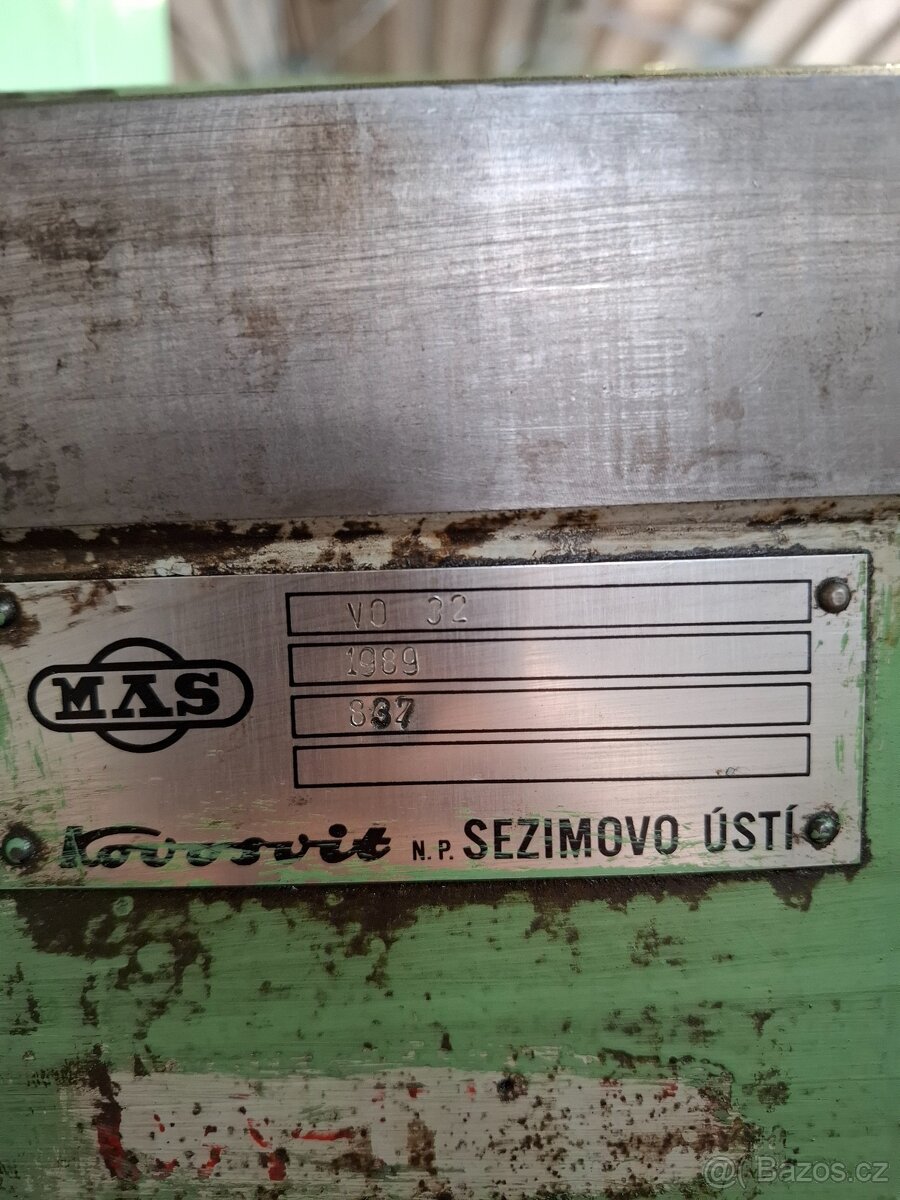 VO 32
1989
837
MAS
Kovosvit N.P. SEZIMOVO ÚSTÍ
@ Bazos.cz